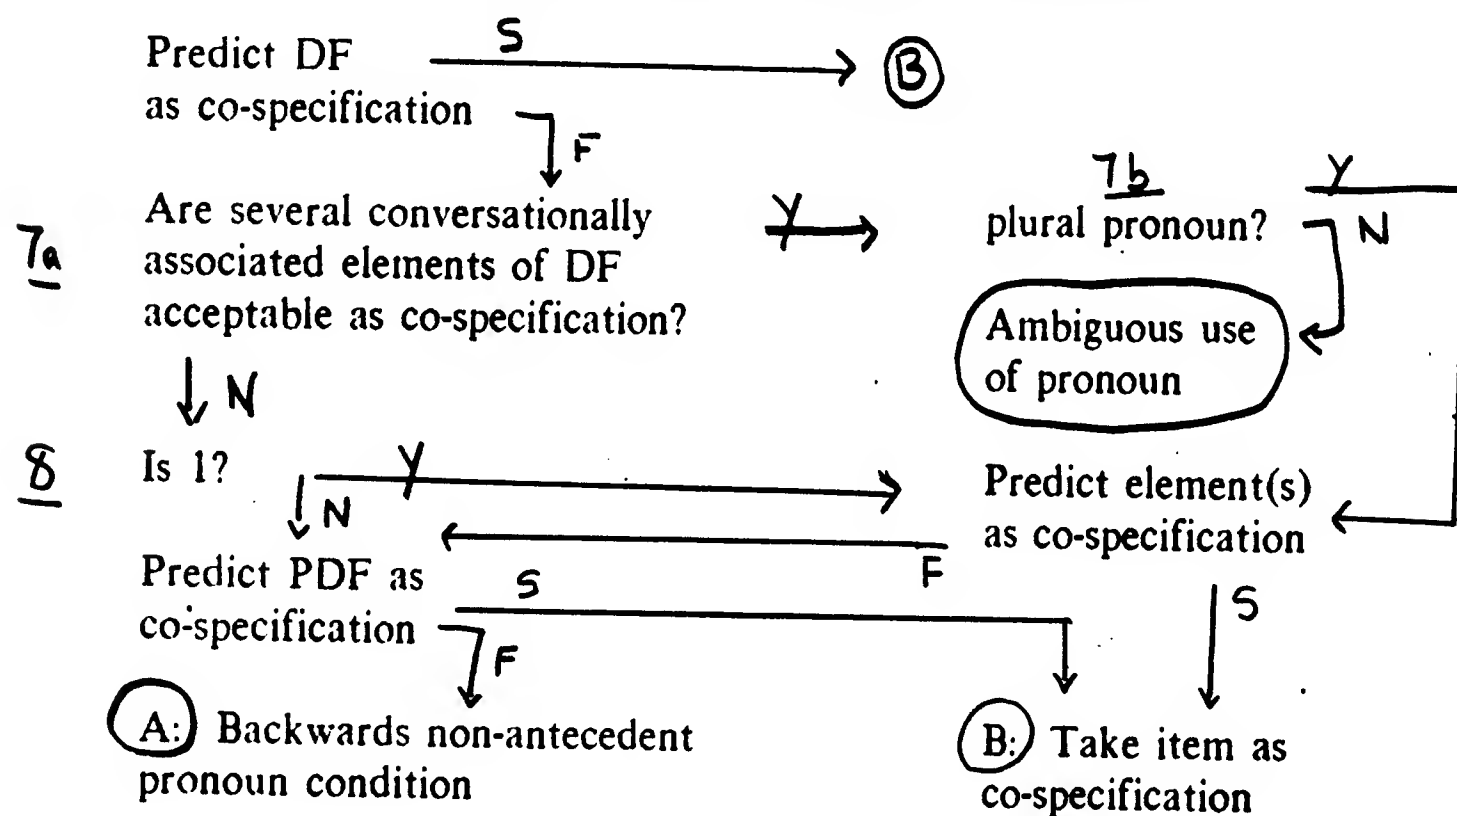 Predict DF S B
as co-specification F
7b Y
7a Are several conversationally Y plural pronoun? N
associated elements of DF
acceptable as co-specification? Ambiguous use
of pronoun
N
8 Is 1? Y Predict element(s)
N as co-specification
F
Predict PDF as S S
co-specification F
A: Backwards non-antecedent B: Take item as
pronoun condition co-specification